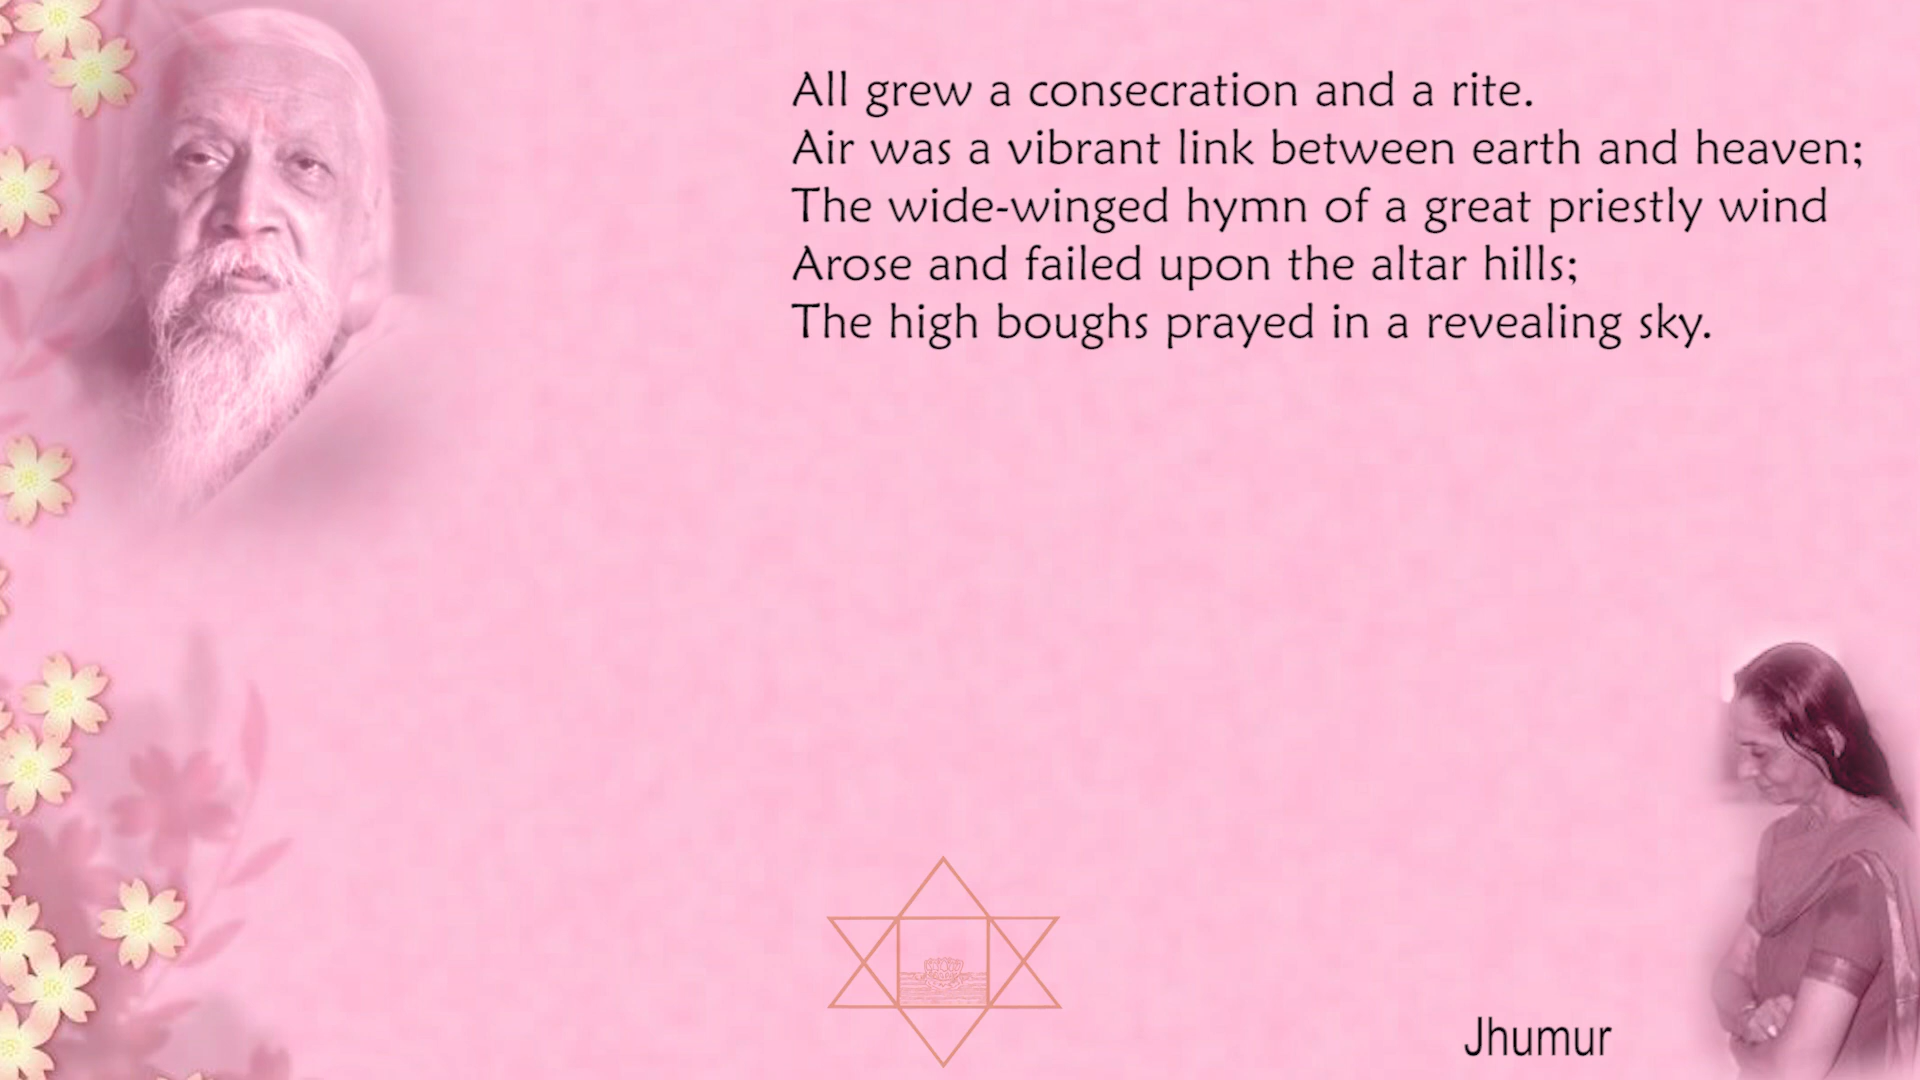 All grew a consecration and a rite.
Air was a vibrant link between earth and heaven;
The wide-winged hymn of a great priestly wind
Arose and failed upon the altar hills;
The high boughs prayed in a revealing sky.
Jhumur